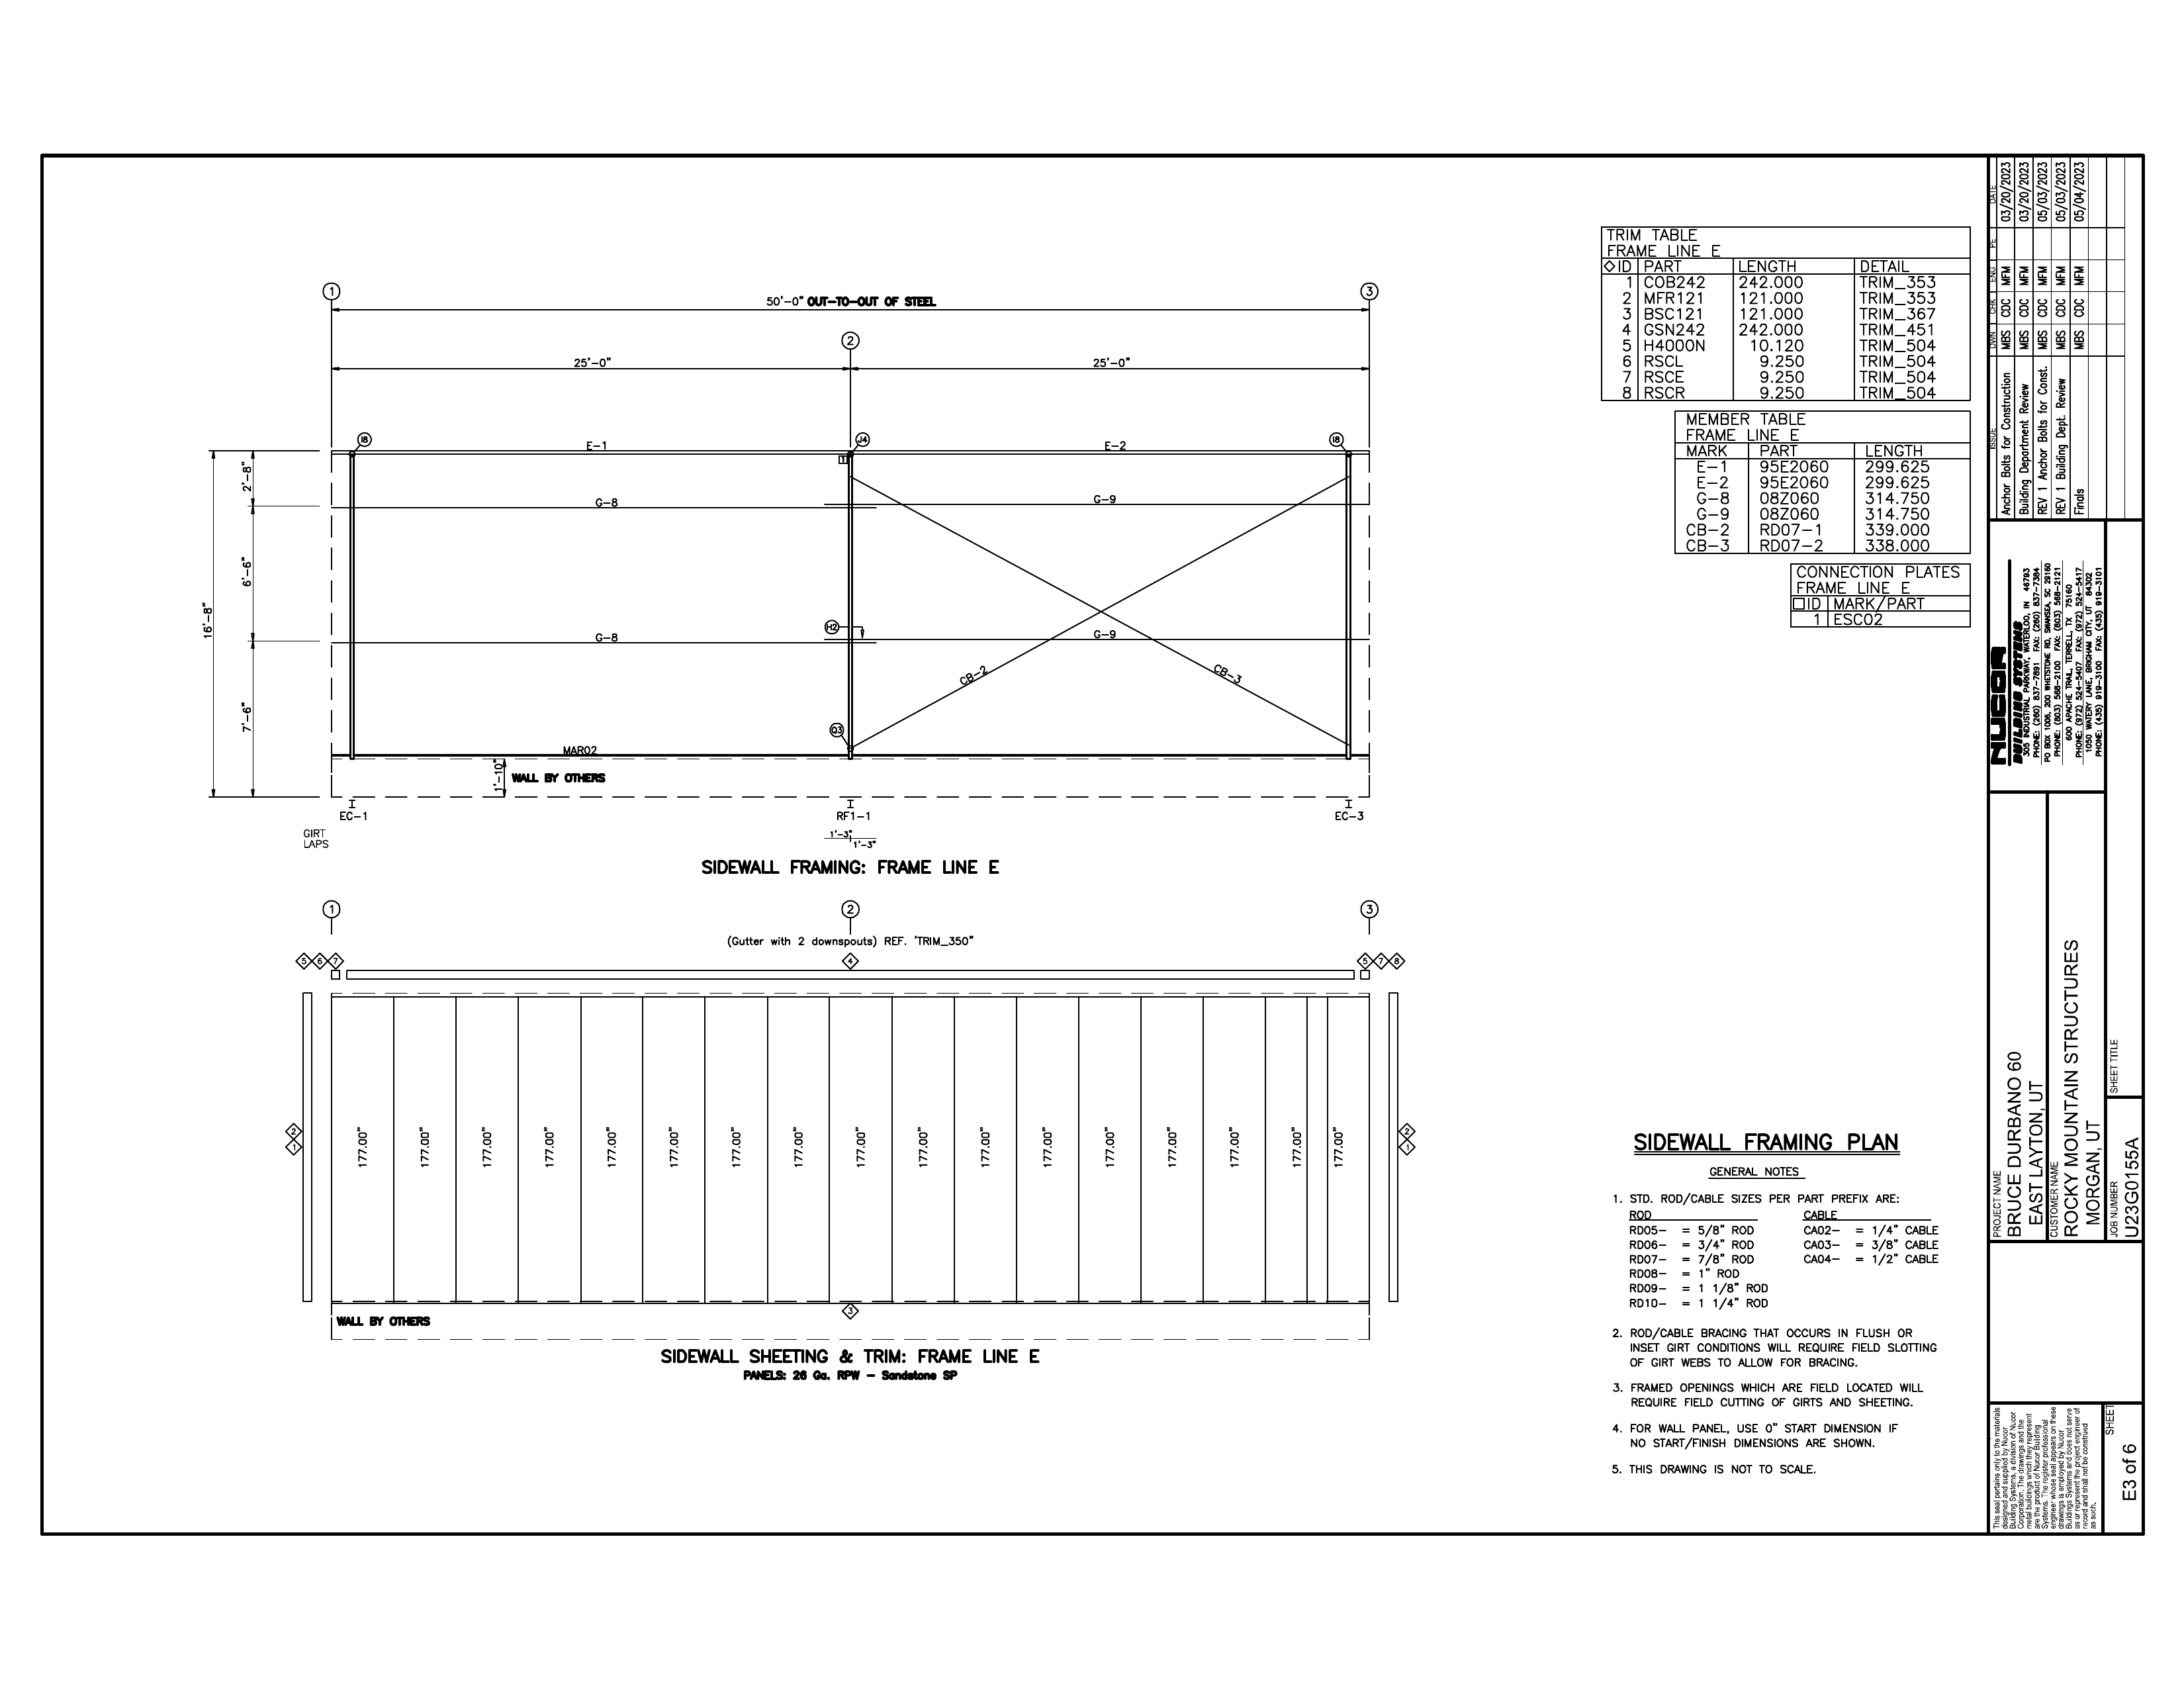 1
50'-0" OUT-TO-OUT OF STEEL
3
2
25'-0"
25'-0"
I8
E-1
J4
E-2
I8
1
2'-8"
G-8
G-9
6'-6"
16'-8"
H2
G-8
G-9
CB-2
CB-3
7'-6"
Q3
MAR02
1'-10"
WALL BY OTHERS
EC-1
RF1-1
EC-3
GIRT
LAPS
1'-3"
1'-3"
SIDEWALL FRAMING: FRAME LINE E
1
2
3
(Gutter with 2 downspouts) REF. 'TRIM_350"
5 6 7
4
5 7 8
2
1
177.00" 177.00" 177.00" 177.00" 177.00" 177.00" 177.00" 177.00" 177.00" 177.00" 177.00" 177.00" 177.00" 177.00" 177.00" 177.00" 177.00"
2
1
3
WALL BY OTHERS
SIDEWALL SHEETING & TRIM: FRAME LINE E
PANELS: 26 Ga. RPW - Sandstone SP
TRIM TABLE
FRAME LINE E
ID PART LENGTH DETAIL
1 COB242 242.000 TRIM_353
2 MFR121 121.000 TRIM_353
3 BSC121 121.000 TRIM_367
4 GSN242 242.000 TRIM_451
5 H4000N 10.120 TRIM_504
6 RSCL 9.250 TRIM_504
7 RSCE 9.250 TRIM_504
8 RSCR 9.250 TRIM_504
MEMBER TABLE
FRAME LINE E
MARK PART LENGTH
E-1 95E2060 299.625
E-2 95E2060 299.625
G-8 08Z060 314.750
G-9 08Z060 314.750
CB-2 RD07-1 339.000
CB-3 RD07-2 338.000
CONNECTION PLATES
FRAME LINE E
ID MARK/PART
1 ESC02
SIDEWALL FRAMING PLAN
GENERAL NOTES
1. STD. ROD/CABLE SIZES PER PART PREFIX ARE:
ROD CABLE
RD05- = 5/8" ROD CA02- = 1/4" CABLE
RD06- = 3/4" ROD CA03- = 3/8" CABLE
RD07- = 7/8" ROD CA04- = 1/2" CABLE
RD08- = 1" ROD
RD09- = 1 1/8" ROD
RD10- = 1 1/4" ROD
2. ROD/CABLE BRACING THAT OCCURS IN FLUSH OR
INSET GIRT CONDITIONS WILL REQUIRE FIELD SLOTTING
OF GIRT WEBS TO ALLOW FOR BRACING.
3. FRAMED OPENINGS WHICH ARE FIELD LOCATED WILL
REQUIRE FIELD CUTTING OF GIRTS AND SHEETING.
4. FOR WALL PANEL, USE 0" START DIMENSION IF
NO START/FINISH DIMENSIONS ARE SHOWN.
5. THIS DRAWING IS NOT TO SCALE.
ISSUE DWN CHK ENG PE DATE
Anchor Bolts for Construction MBS CDC MFM 03/20/2023
Building Department Review MBS CDC MFM 03/20/2023
REV 1 Anchor Bolts for Const. MBS CDC MFM 05/03/2023
REV 1 Building Dept. Review MBS CDC MFM 05/03/2023
Finals MBS CDC MFM 05/04/2023
NUCOR
BUILDING SYSTEMS
305 INDUSTRIAL PARKWAY, WATERLOO, IN 46793
PHONE: (260) 837-7891 FAX: (260) 837-7384
PO BOX 1006, 200 WHETSTONE RD, SWANSEA, SC 29160
PHONE: (803) 568-2100 FAX: (803) 568-2121
600 APACHE TRAIL, TERRELL, TX 75160
PHONE: (972) 524-5407 FAX: (972) 524-5417
1050 WATERY LANE, BRIGHAM CITY, UT 84302
PHONE: (435) 919-3100 FAX: (435) 919-3101
PROJECT NAME
BRUCE DURBANO 60
EAST LAYTON, UT
CUSTOMER NAME
ROCKY MOUNTAIN STRUCTURES
MORGAN, UT
JOB NUMBER
U23G0155A
SHEET TITLE
This seal pertains only to the materials
designed and supplied by Nucor
Building Systems, a division of Nucor
Corporation. The drawings and the
metal buildings which they represent
are the product of Nucor Building
Systems. The register professional
engineer whose seal appears on these
drawings is employed by Nucor
Building Systems and does not serve
as or represent the project engineer of
record and shall not be construed
as such.
SHEET
E3 of 6